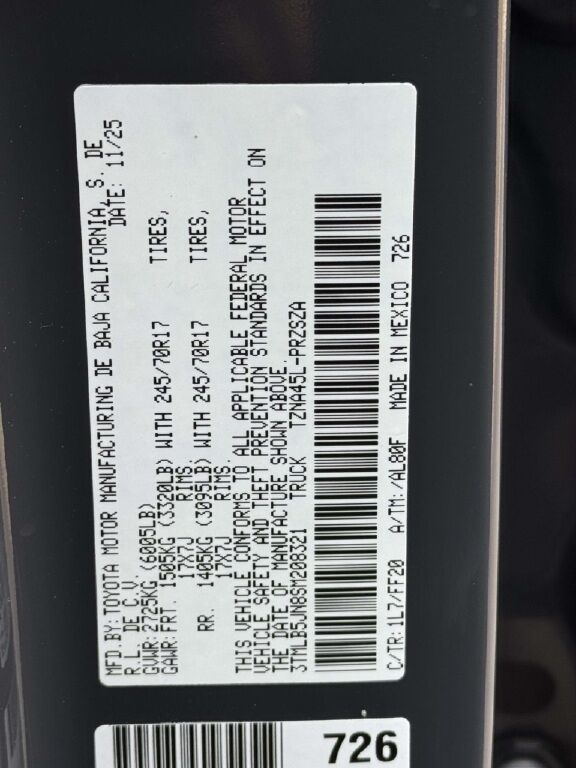 MFD.BY: TOYOTA MOTOR MANUFACTURING DE BAJA CALIFORNIA, S. DE
R.L. DE C.V. DATE: 11/25
GVWR: 2725KG (6005LB)
GAWR: FRT. 1505KG (3320LB) WITH 245/70R17 TIRES,
17X7J RIMS.
RR. 1405KG (3095LB) WITH 245/70R17 TIRES,
17X7J RIMS.
THIS VEHICLE CONFORMS TO ALL APPLICABLE FEDERAL MOTOR
VEHICLE SAFETY AND THEFT PREVENTION STANDARDS IN EFFECT ON
THE DATE OF MANUFACTURE SHOWN ABOVE.
3TMLB5JN8SM208321 TRUCK TZNA45L-PRZSZA
C/TR: 1L7/FF20 A/TM: /AL80F MADE IN MEXICO 726
726